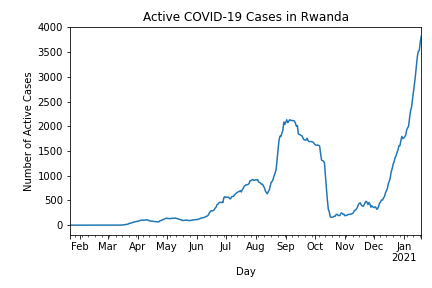 Active COVID-19 Cases in Rwanda
4000
3500
3000
2500
2000
1500
1000
500
0
Number of Active Cases
Feb Mar Apr May Jun Jul Aug Sep Oct Nov Dec Jan
2021
Day